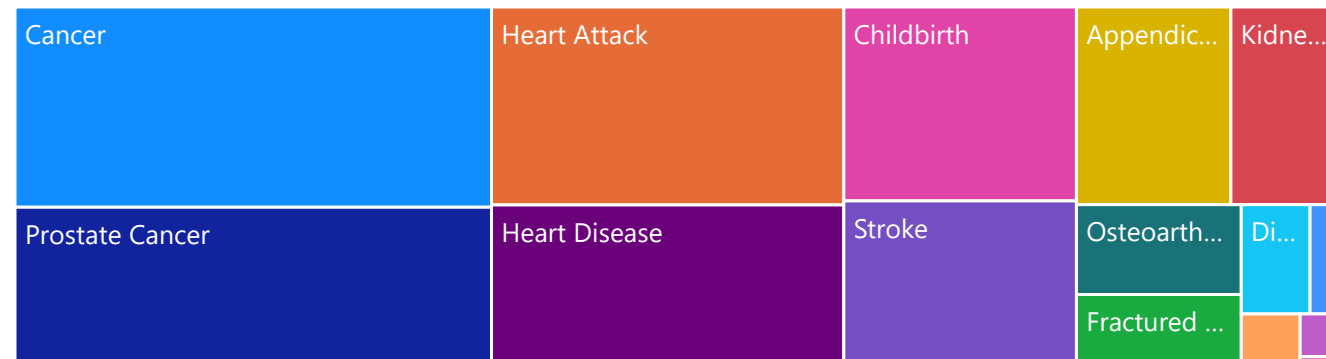 Cancer
Heart Attack
Childbirth
Appendic...
Kidne...
Prostate Cancer
Heart Disease
Stroke
Osteoarth...
Di...
Fractured ...